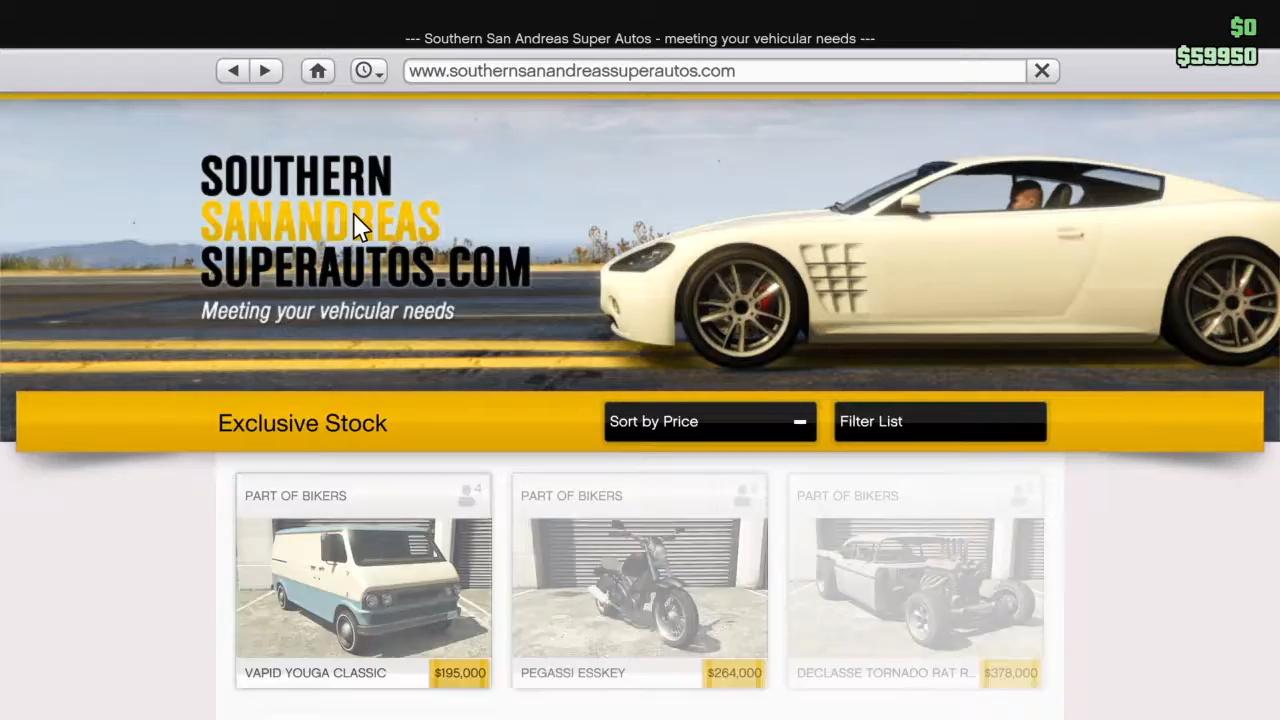 --- Southern San Andreas Super Autos - meeting your vehicular needs ---
$0
$59950
www.southernsanandreassuperautos.com
SOUTHERN
SANANDREAS
SUPERAUTOS.COM
Meeting your vehicular needs
Exclusive Stock
Sort by Price
Filter List
PART OF BIKERS 4
PART OF BIKERS
PART OF BIKERS
VAPID YOUGA CLASSIC $195,000
PEGASSI ESSKEY $264,000
DECLASSE TORNADO RAT R... $378,000